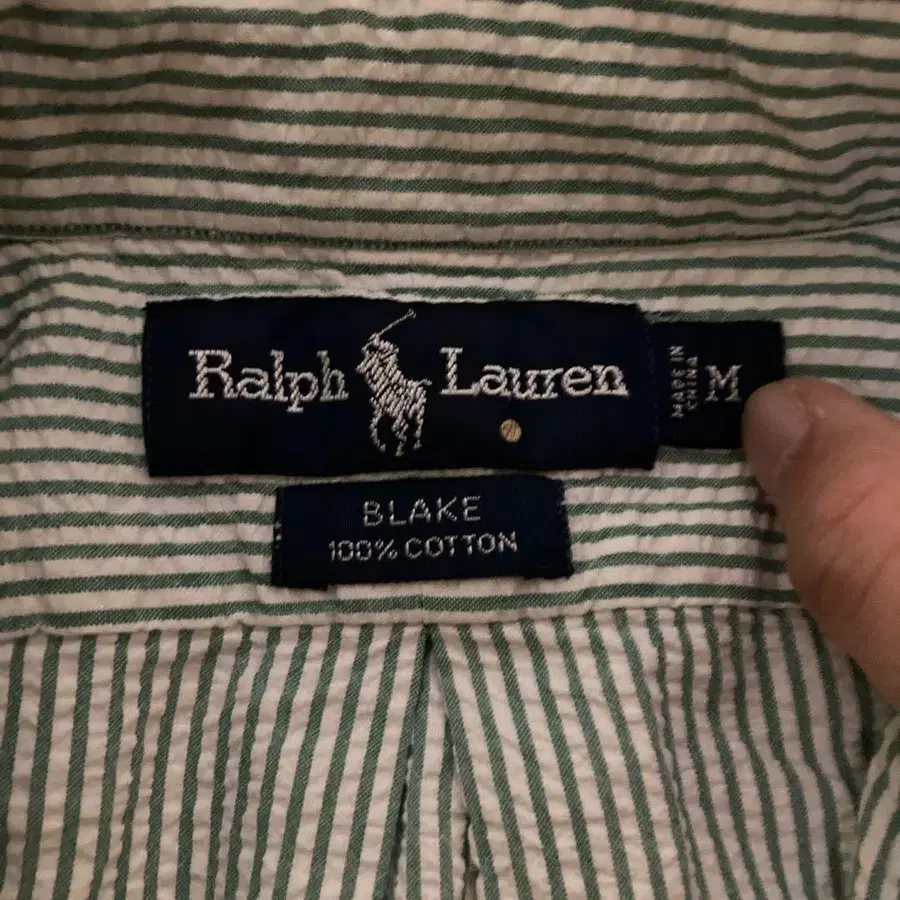 Ralph Lauren
MADE IN
CHINA
M
BLAKE
100% COTTON